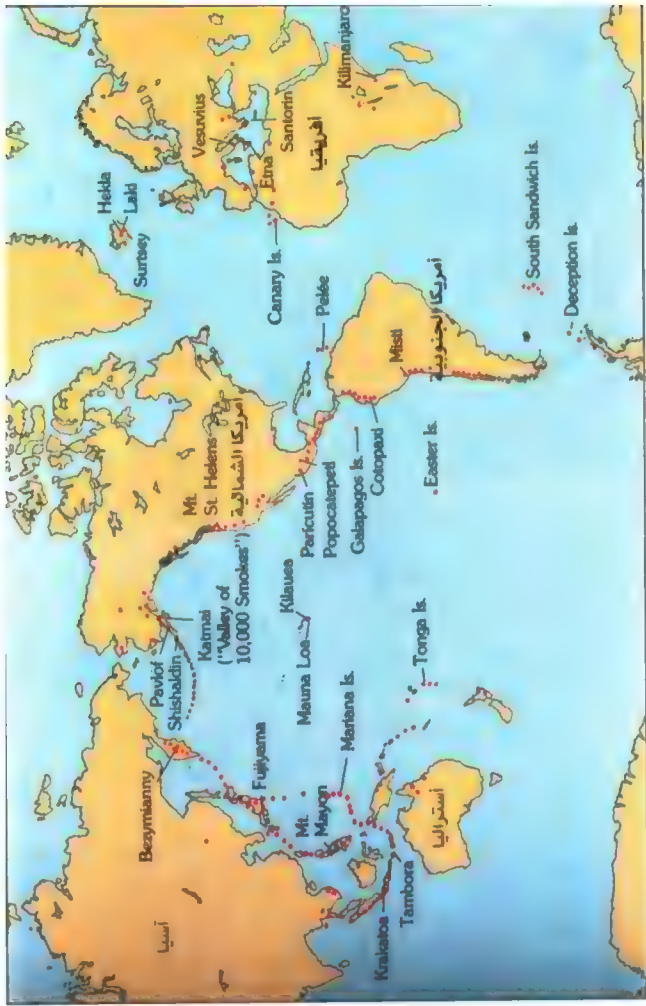 آسيا
Bezymianny
Pavlof
Shishaldin
Katmai
("Valley of
10,000 Smokes")
Mt.
St. Helens
أمريكا الشمالية
Hekla
Laki
Surtsey
Vesuvius
Etna
Santorin
Canary Is.
أفريقيا
Kilimanjaro
Fujiyama
Mt.
Mayon
Mariana Is.
Mauna Loa
Kilauea
Paricutin
Popocatepetl
Galapagos Is.
Cotopaxi
Pelée
Misti
أمريكا الجنوبية
Krakatoa
Tambora
أستراليا
Tonga Is.
Easter Is.
South Sandwich Is.
Deception Is.